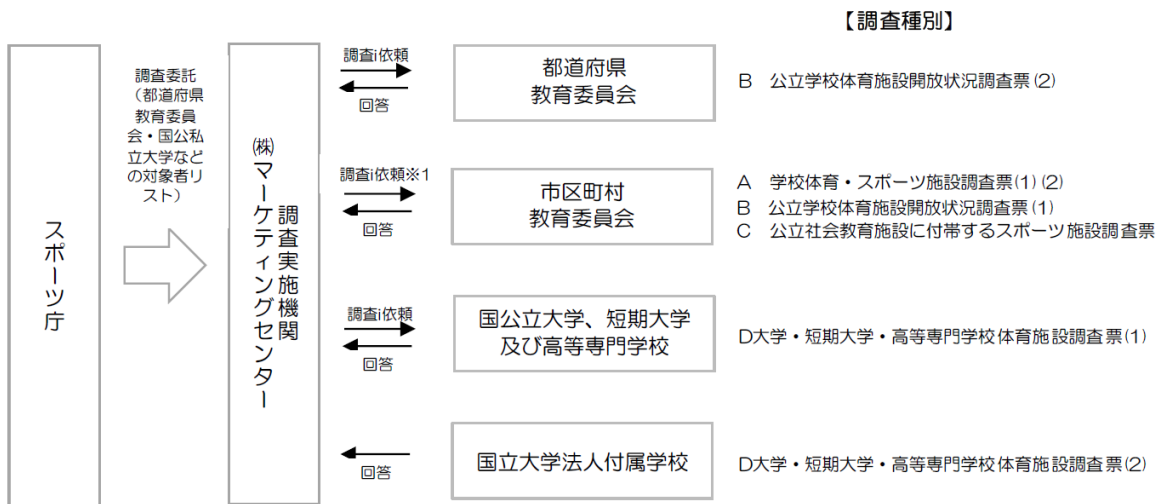 【調査種別】
スポーツ庁
調査委託
（都道府県
教育委員
会・国公私
立大学など
の対象者リ
スト）
調査実施機関
㈱マーケティングセンター
調査i依頼
回答
都道府県
教育委員会
B 公立学校体育施設開放状況調査票(2)
調査i依頼※1
回答
市区町村
教育委員会
A 学校体育・スポーツ施設調査票(1)(2)
B 公立学校体育施設開放状況調査票(1)
C 公立社会教育施設に付帯するスポーツ施設調査票
調査i依頼
回答
国公立大学、短期大学
及び高等専門学校
D大学・短期大学・高等専門学校体育施設調査票(1)
回答
国立大学法人付属学校
D大学・短期大学・高等専門学校体育施設調査票(2)